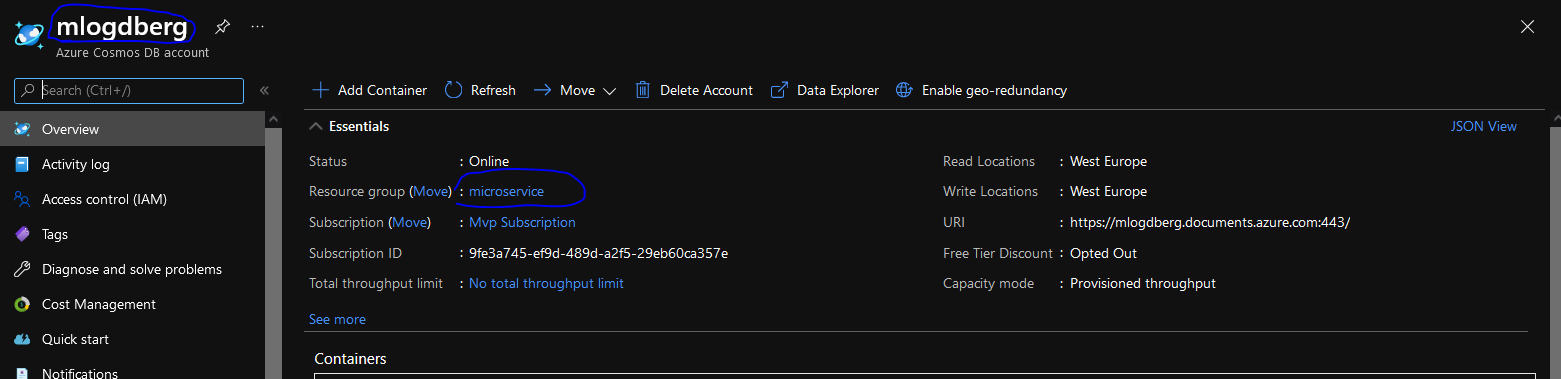 mlogdberg ...
Azure Cosmos DB account
Search (Ctrl+/) «
Overview
Activity log
Access control (IAM)
Tags
Diagnose and solve problems
Cost Management
Quick start
Notifications
Add Container Refresh Move Delete Account Data Explorer Enable geo-redundancy
Essentials JSON View
Status : Online
Resource group (Move) : microservice
Subscription (Move) : Mvp Subscription
Subscription ID : 9fe3a745-ef9d-489d-a2f5-29eb60ca357e
Total throughput limit : No total throughput limit
See more
Read Locations : West Europe
Write Locations : West Europe
URI : https://mlogdberg.documents.azure.com:443/
Free Tier Discount : Opted Out
Capacity mode : Provisioned throughput
Containers